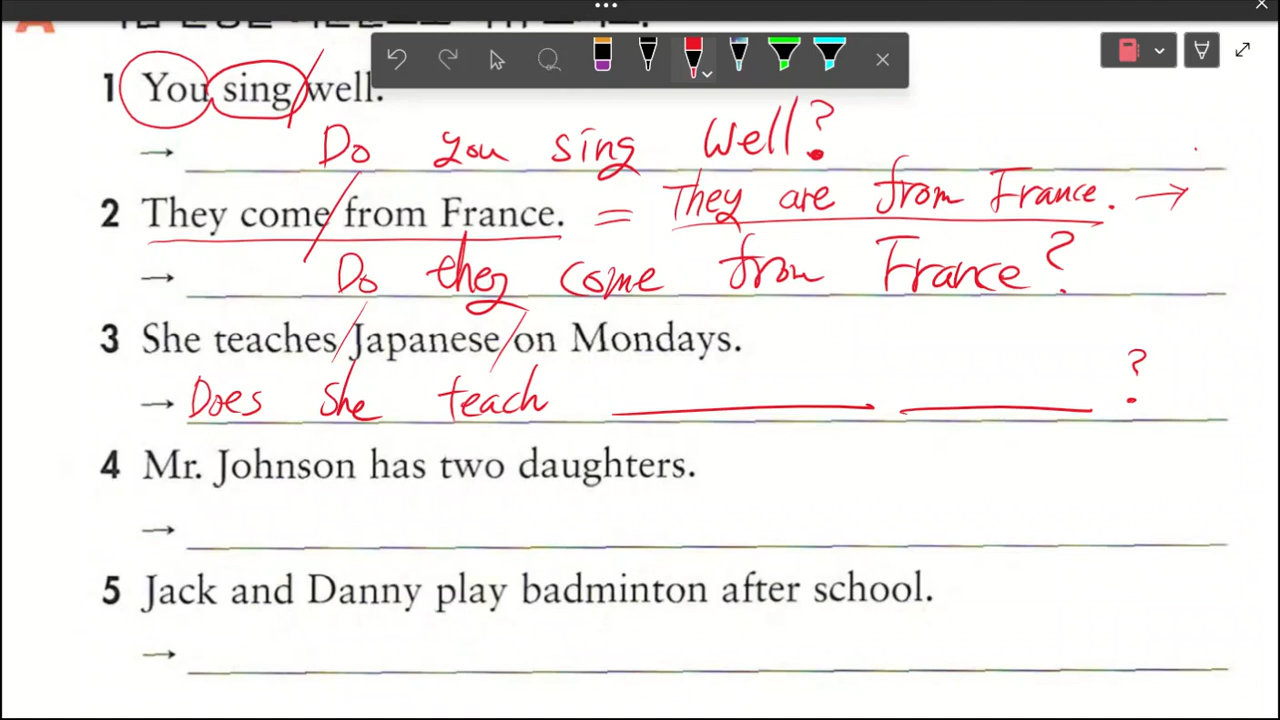 1 You sing well.
→ Do you sing well?
2 They come from France. = They are from France. →
→ Do they come from France?
3 She teaches Japanese on Mondays.
→ Does she teach ?
4 Mr. Johnson has two daughters.
→
5 Jack and Danny play badminton after school.
→